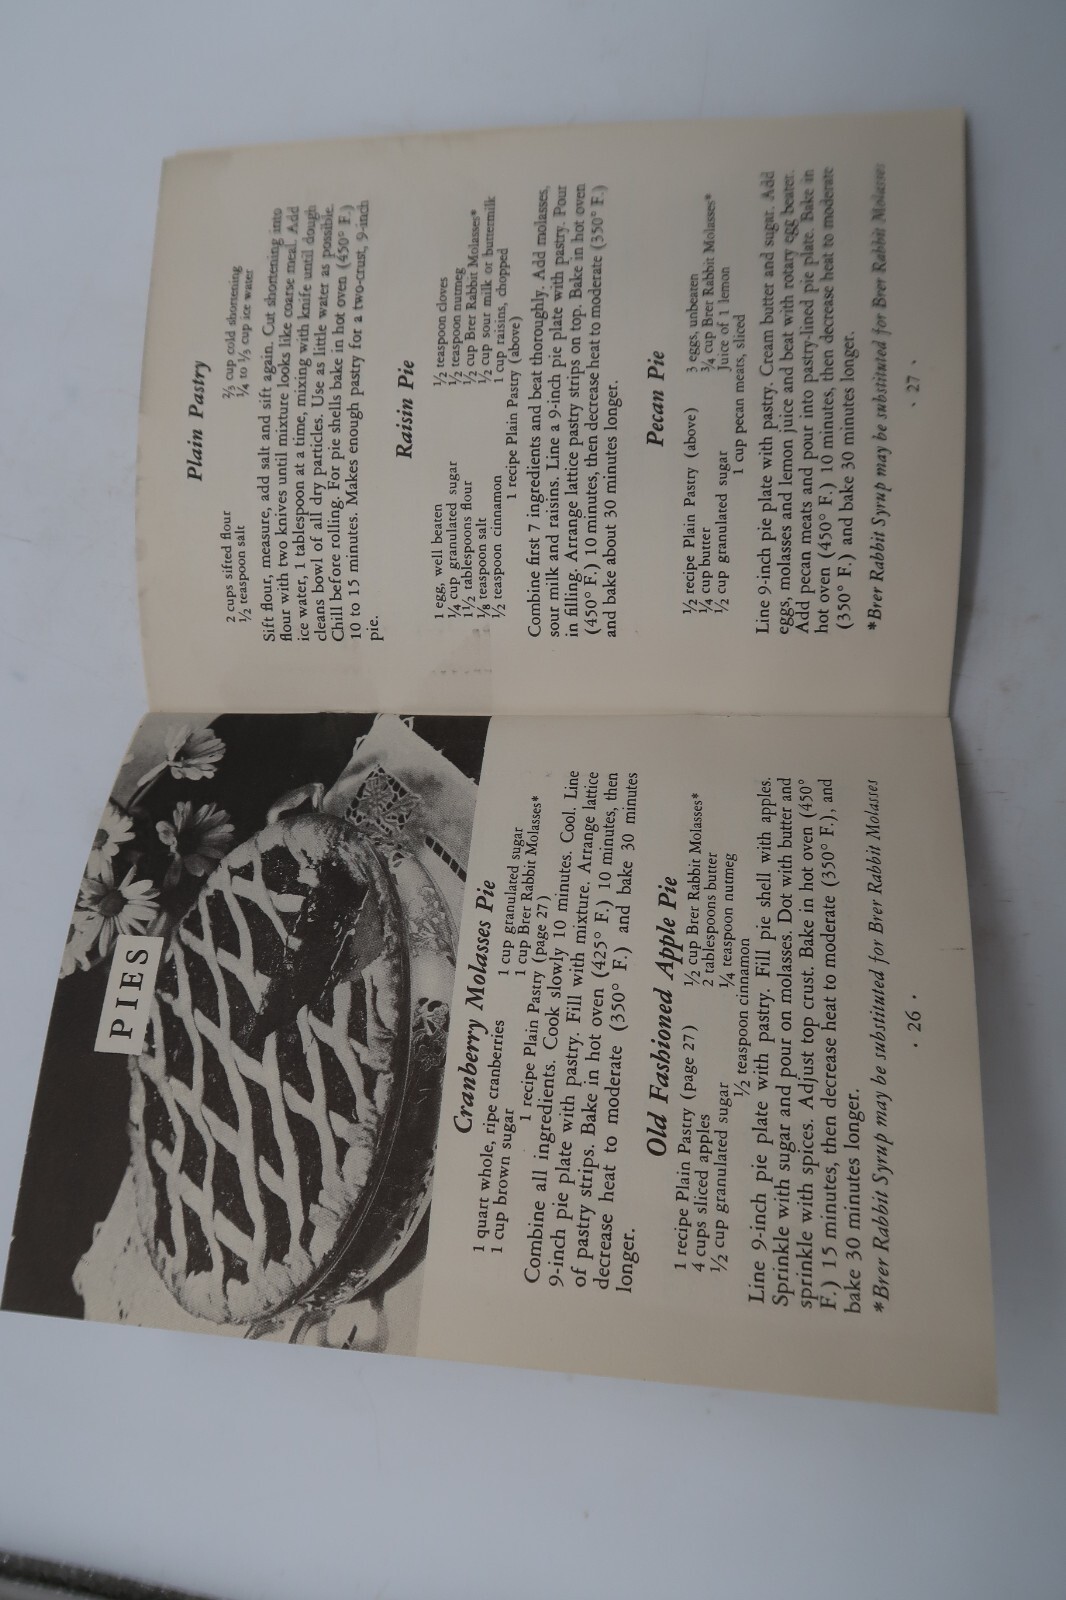 PIES
Cranberry Molasses Pie
1 quart whole, ripe cranberries
1 cup brown sugar
1 cup granulated sugar
1 cup Brer Rabbit Molasses*
1 recipe Plain Pastry (page 27)
Combine all ingredients. Cook slowly 10 minutes. Cool. Line
9-inch pie plate with pastry. Fill with mixture. Arrange lattice
of pastry strips. Bake in hot oven (425° F.) 10 minutes, then
decrease heat to moderate (350° F.) and bake 30 minutes
longer.
Old Fashioned Apple Pie
1 recipe Plain Pastry (page 27)
4 cups sliced apples
½ cup granulated sugar
½ cup Brer Rabbit Molasses*
2 tablespoons butter
¼ teaspoon nutmeg
½ teaspoon cinnamon
Line 9-inch pie plate with pastry. Fill pie shell with apples.
Sprinkle with sugar and pour on molasses. Dot with butter and
sprinkle with spices. Adjust top crust. Bake in hot oven (450°
F.) 15 minutes, then decrease heat to moderate (350° F.), and
bake 30 minutes longer.
*Brer Rabbit Syrup may be substituted for Brer Rabbit Molasses
· 26 ·
Plain Pastry
2 cups sifted flour
½ teaspoon salt
⅔ cup cold shortening
¼ to ⅓ cup ice water
Sift flour, measure, add salt and sift again. Cut shortening into
flour with two knives until mixture looks like coarse meal. Add
ice water, 1 tablespoon at a time, mixing with knife until dough
cleans bowl of all dry particles. Use as little water as possible.
Chill before rolling. For pie shells bake in hot oven (450° F.)
10 to 15 minutes. Makes enough pastry for a two-crust, 9-inch
pie.
Raisin Pie
1 egg, well beaten
¼ cup granulated sugar
1½ tablespoons flour
⅛ teaspoon salt
½ teaspoon cinnamon
½ teaspoon cloves
½ teaspoon nutmeg
½ cup Brer Rabbit Molasses*
½ cup sour milk or buttermilk
1 cup raisins, chopped
1 recipe Plain Pastry (above)
Combine first 7 ingredients and beat thoroughly. Add molasses,
sour milk and raisins. Line a 9-inch pie plate with pastry. Pour
in filling. Arrange lattice pastry strips on top. Bake in hot oven
(450° F.) 10 minutes, then decrease heat to moderate (350° F.)
and bake about 30 minutes longer.
Pecan Pie
½ recipe Plain Pastry (above)
¼ cup butter
½ cup granulated sugar
3 eggs, unbeaten
¾ cup Brer Rabbit Molasses*
Juice of 1 lemon
1 cup pecan meats, sliced
Line 9-inch pie plate with pastry. Cream butter and sugar. Add
eggs, molasses and lemon juice and beat with rotary egg beater.
Add pecan meats and pour into pastry-lined pie plate. Bake in
hot oven (450° F.) 10 minutes, then decrease heat to moderate
(350° F.) and bake 30 minutes longer.
*Brer Rabbit Syrup may be substituted for Brer Rabbit Molasses
· 27 ·